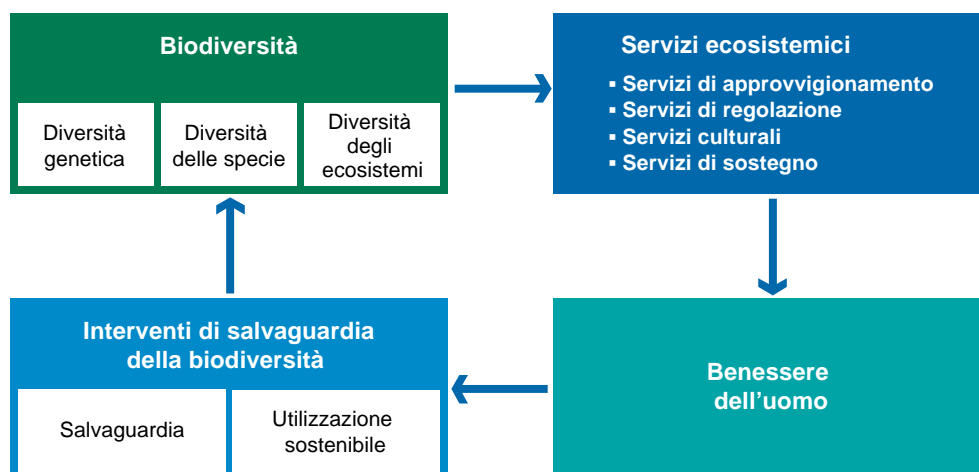 Biodiversità
Diversità
genetica
Diversità
delle specie
Diversità
degli
ecosistemi
Servizi ecosistemici
▪ Servizi di approvvigionamento
▪ Servizi di regolazione
▪ Servizi culturali
▪ Servizi di sostegno
Interventi di salvaguardia
della biodiversità
Salvaguardia
Utilizzazione
sostenibile
Benessere
dell’uomo